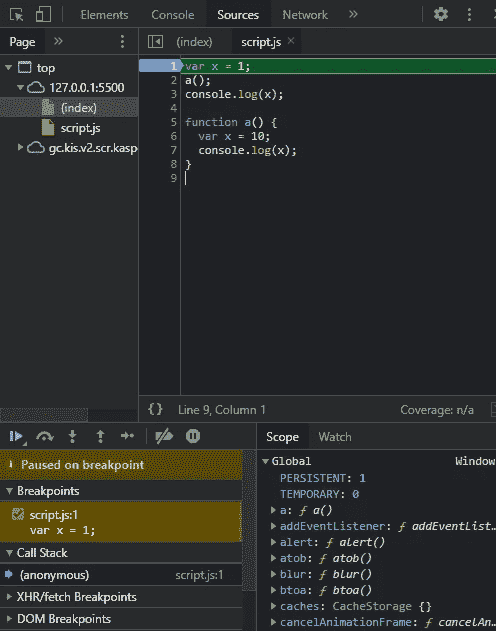 Elements Console Sources Network »
Page » (index) script.js ×
top
127.0.0.1:5500
(index)
script.js
gc.kis.v2.scr.kasp
1 var x = 1;
2 a();
3 console.log(x);
4
5 function a() {
6 var x = 10;
7 console.log(x);
8 }
9
{} Line 9, Column 1 Coverage: n/a
Scope Watch
Paused on breakpoint
Breakpoints
script.js:1
var x = 1;
Call Stack
(anonymous) script.js:1
XHR/fetch Breakpoints
DOM Breakpoints
Global Window
PERSISTENT: 1
TEMPORARY: 0
a: ƒ a()
addEventListener: ƒ addEventList…
alert: ƒ alert()
atob: ƒ atob()
blur: ƒ blur()
btoa: ƒ btoa()
caches: CacheStorage {}
cancelAnimationFrame: ƒ cancelAn…